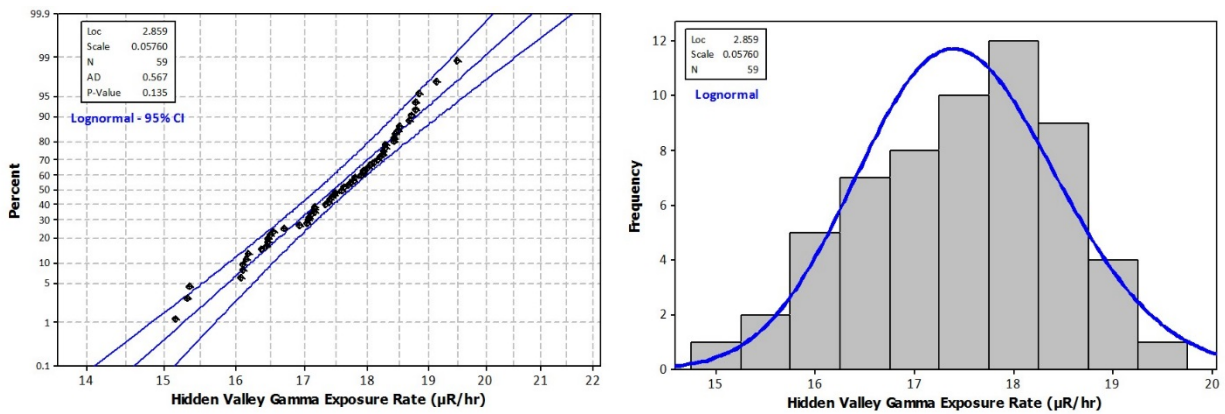 99.9
99
95
90
80
70
60
50
40
30
20
10
5
1
0.1
Percent
Loc 2.859
Scale 0.05760
N 59
AD 0.567
P-Value 0.135
Lognormal - 95% CI
14 15 16 17 18 19 20 21 22
Hidden Valley Gamma Exposure Rate (µR/hr)
12
10
8
6
4
2
0
Frequency
Loc 2.859
Scale 0.05760
N 59
Lognormal
15 16 17 18 19 20
Hidden Valley Gamma Exposure Rate (µR/hr)